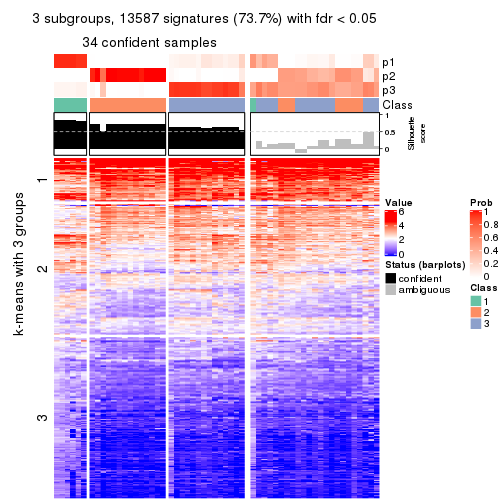 3 subgroups, 13587 signatures (73.7%) with fdr < 0.05
34 confident samples
p1
p2
p3
Class
1
0.5
0
Silhouette
score
k-means with 3 groups
1
2
3
Value
6
4
2
0
Status (barplots)
confident
ambiguous
Prob
1
0.8
0.6
0.4
0.2
0
Class
1
2
3